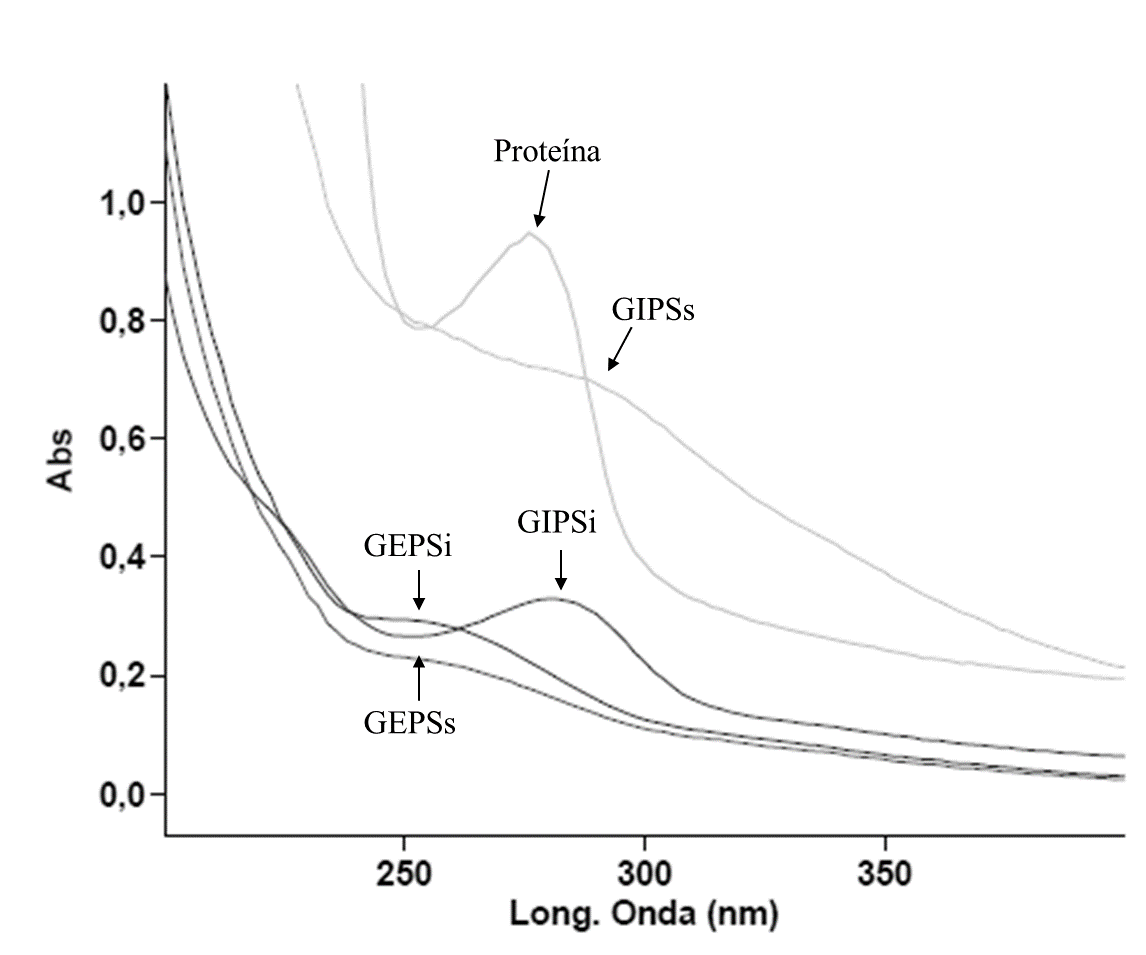 Proteína
1,0
GIPSs
0,8
0,6
Abs
GIPSi
GEPSi
0,4
0,2
GEPSs
0,0
250 300 350
Long. Onda (nm)